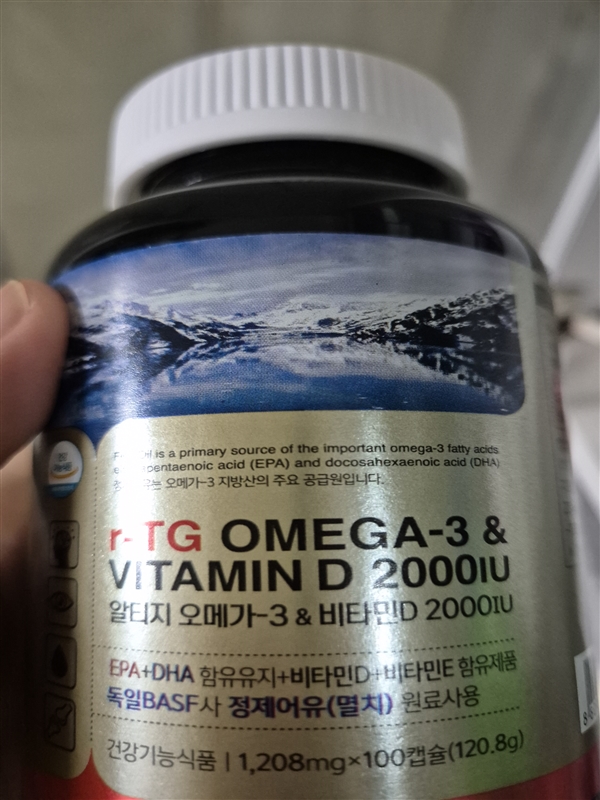 is a primary source of the important omega-3 fatty acids
acid (EPA) and docosahexaenoic acid (DHA)
오메가-3 지방산의 주요 공급원입니다.
r-TG OMEGA-3 &
VITAMIN D 2000IU
알티지 오메가-3 & 비타민D 2000IU
EPA+DHA 함유유지+비타민D+비타민E 함유제품
독일BASF사 정제어유(멸치) 원료사용
건강기능식품 | 1,208mg×100캡슐(120.8g)